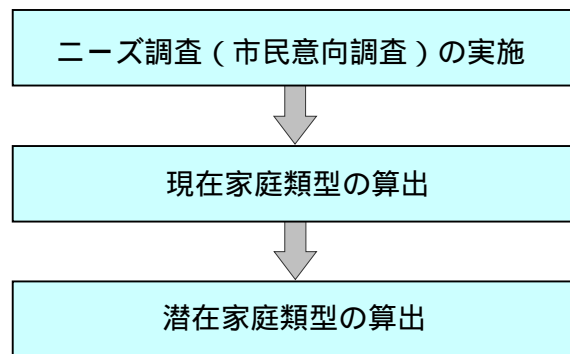 ニーズ調査（市民意向調査）の実施
現在家庭類型の算出
潜在家庭類型の算出